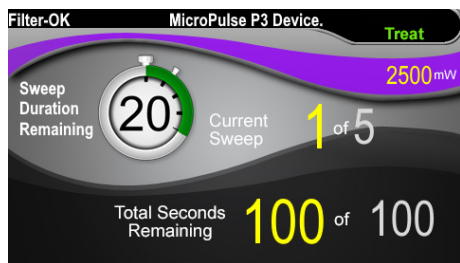 Filter-OK MicroPulse P3 Device.
Treat
2500mW
Sweep
Duration
Remaining
20
Current
Sweep
1 of 5
Total Seconds
Remaining
100 of 100